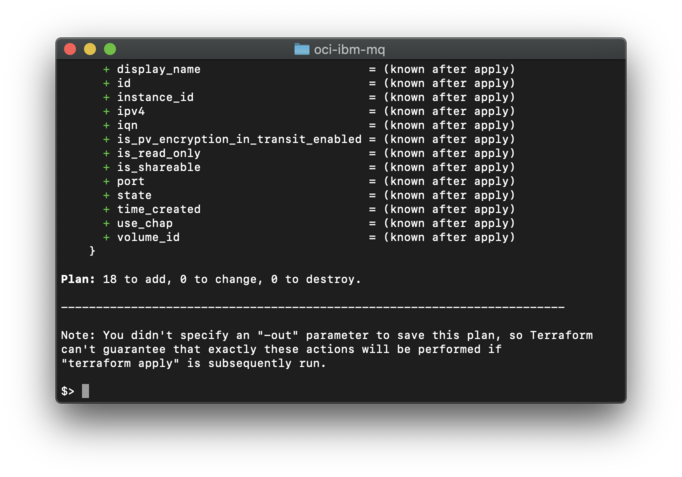 oci-ibm-mq
+ display_name = (known after apply)
+ id = (known after apply)
+ instance_id = (known after apply)
+ ipv4 = (known after apply)
+ iqn = (known after apply)
+ is_pv_encryption_in_transit_enabled = (known after apply)
+ is_read_only = (known after apply)
+ is_shareable = (known after apply)
+ port = (known after apply)
+ state = (known after apply)
+ time_created = (known after apply)
+ use_chap = (known after apply)
+ volume_id = (known after apply)
}
Plan: 18 to add, 0 to change, 0 to destroy.
------------------------------------------------------------------------
Note: You didn't specify an "-out" parameter to save this plan, so Terraform
can't guarantee that exactly these actions will be performed if
"terraform apply" is subsequently run.
$>